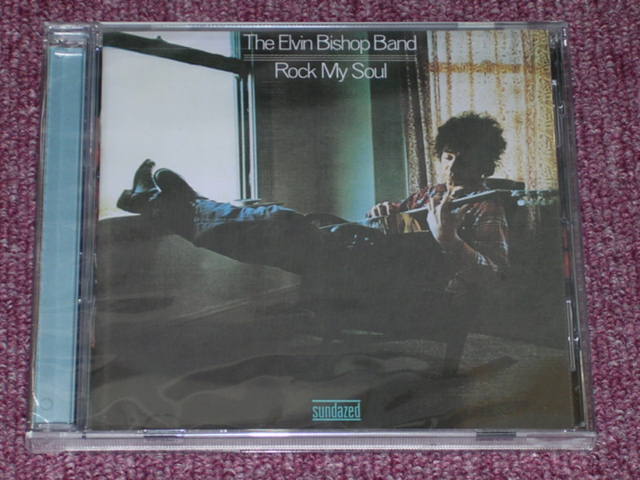 The Elvin Bishop Band
Rock My Soul
sundazed